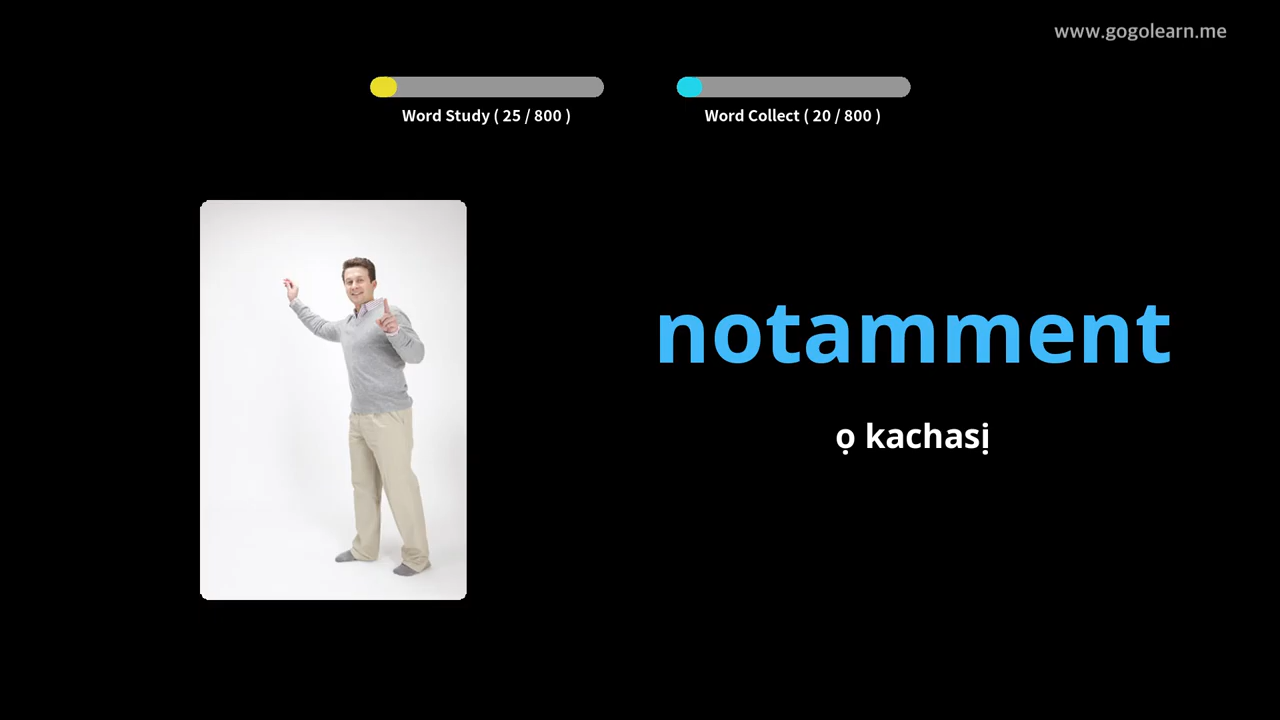 www.gogolearn.me
Word Study ( 25 / 800 )
Word Collect ( 20 / 800 )
notamment
ọ kachasị